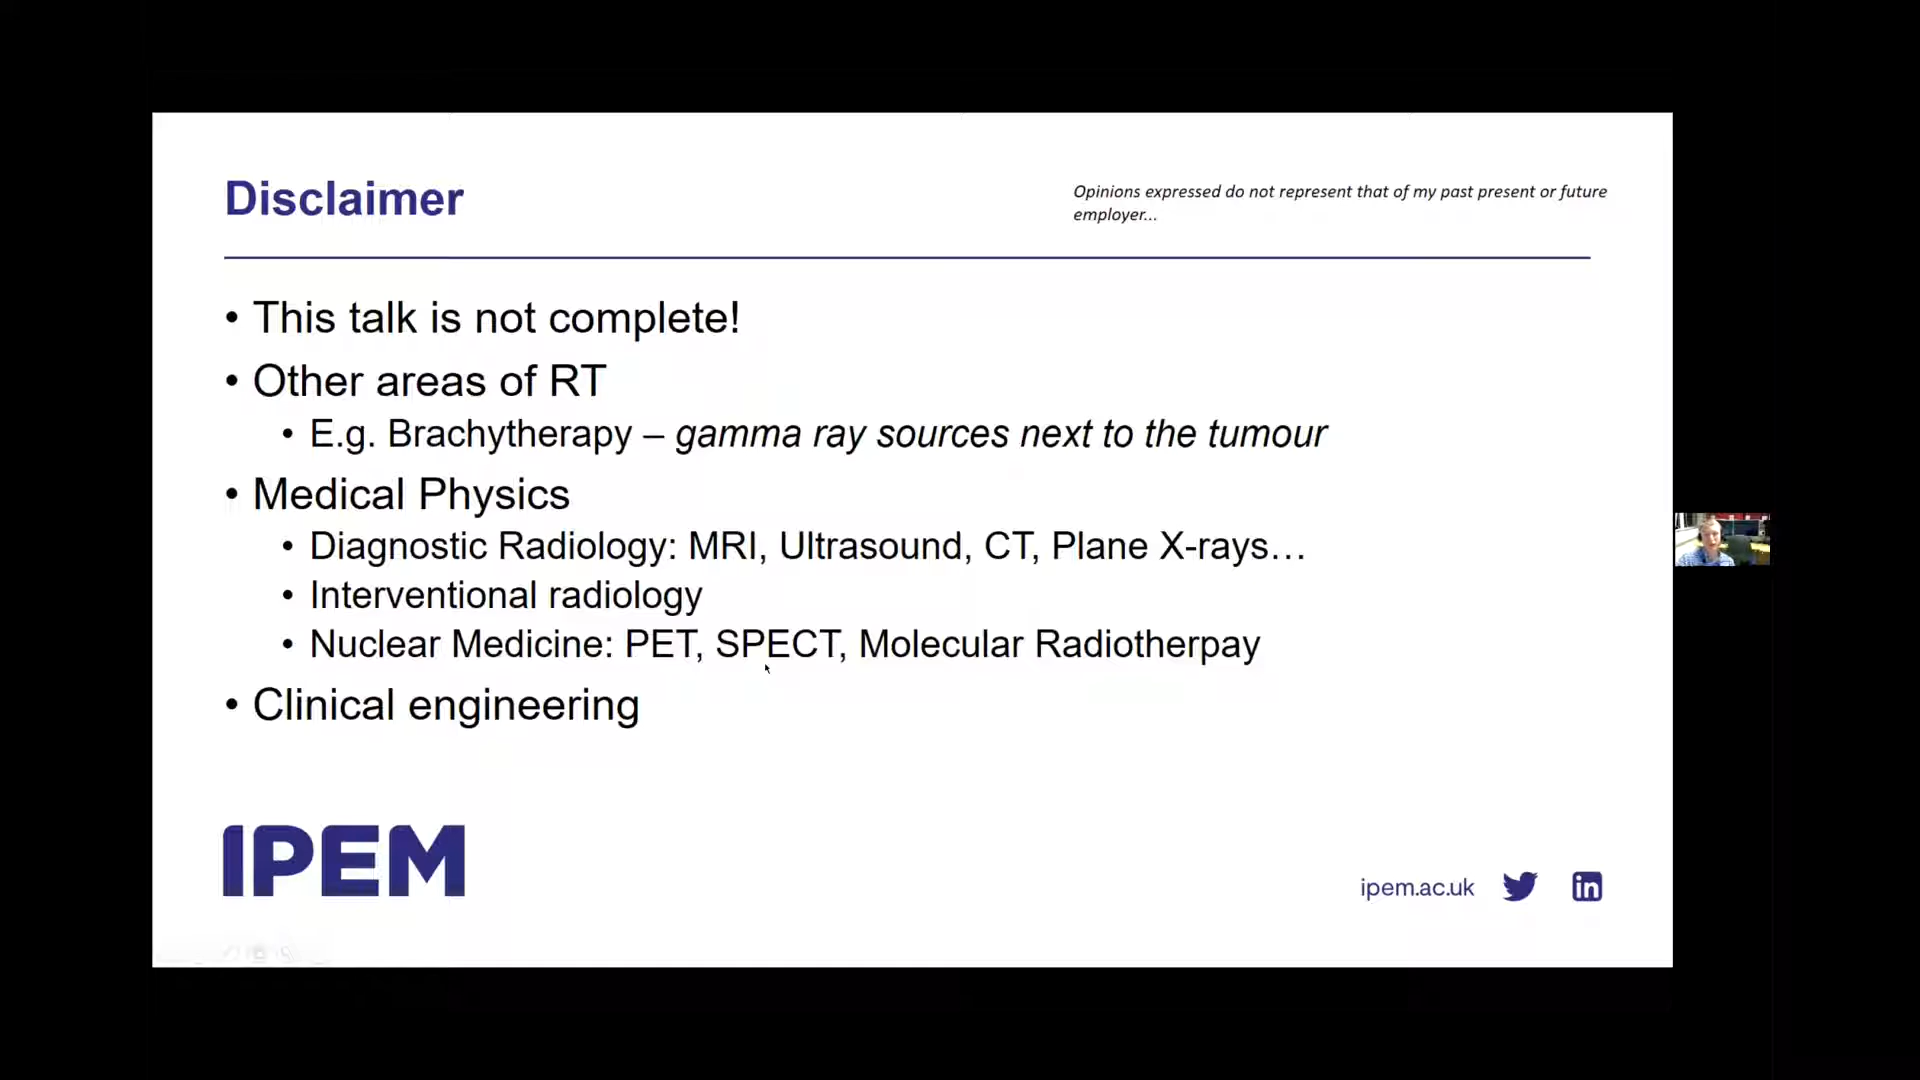 Disclaimer
Opinions expressed do not represent that of my past present or future
employer...
• This talk is not complete!
• Other areas of RT
• E.g. Brachytherapy – gamma ray sources next to the tumour
• Medical Physics
• Diagnostic Radiology: MRI, Ultrasound, CT, Plane X-rays…
• Interventional radiology
• Nuclear Medicine: PET, SPECT, Molecular Radiotherpay
• Clinical engineering
IPEM
ipem.ac.uk
in